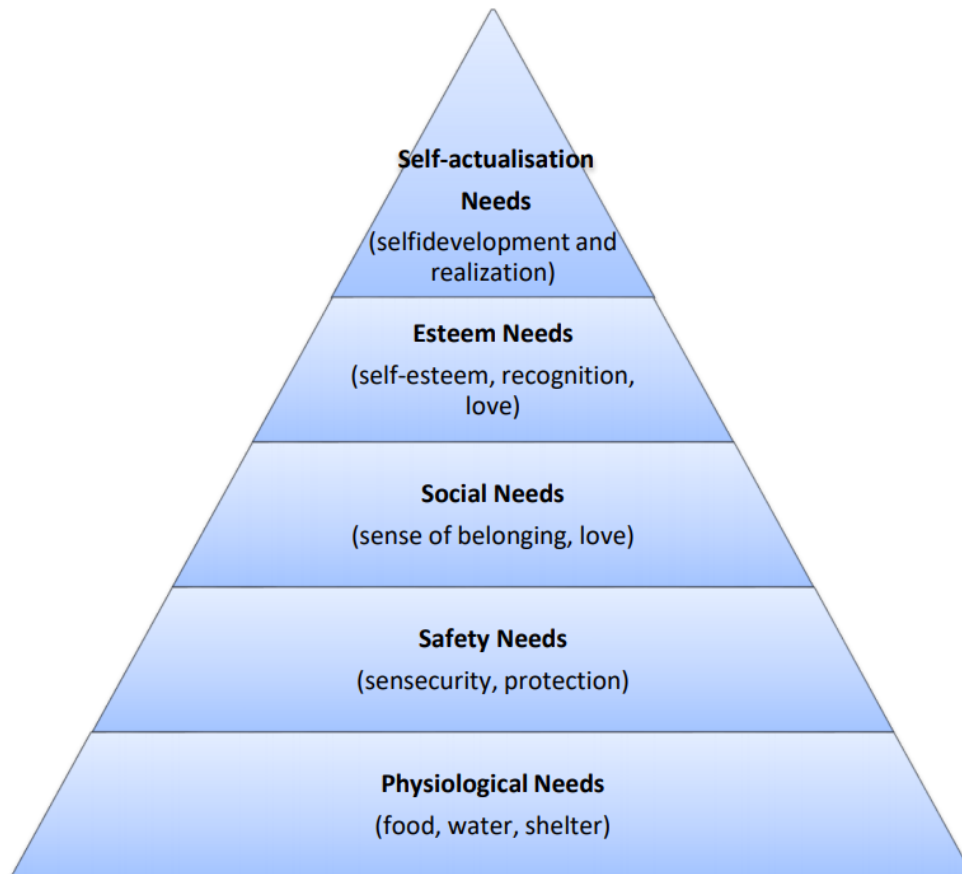 Self-actualisation
Needs
(selfidevelopment and
realization)
Esteem Needs
(self-esteem, recognition,
love)
Social Needs
(sense of belonging, love)
Safety Needs
(sensecurity, protection)
Physiological Needs
(food, water, shelter)